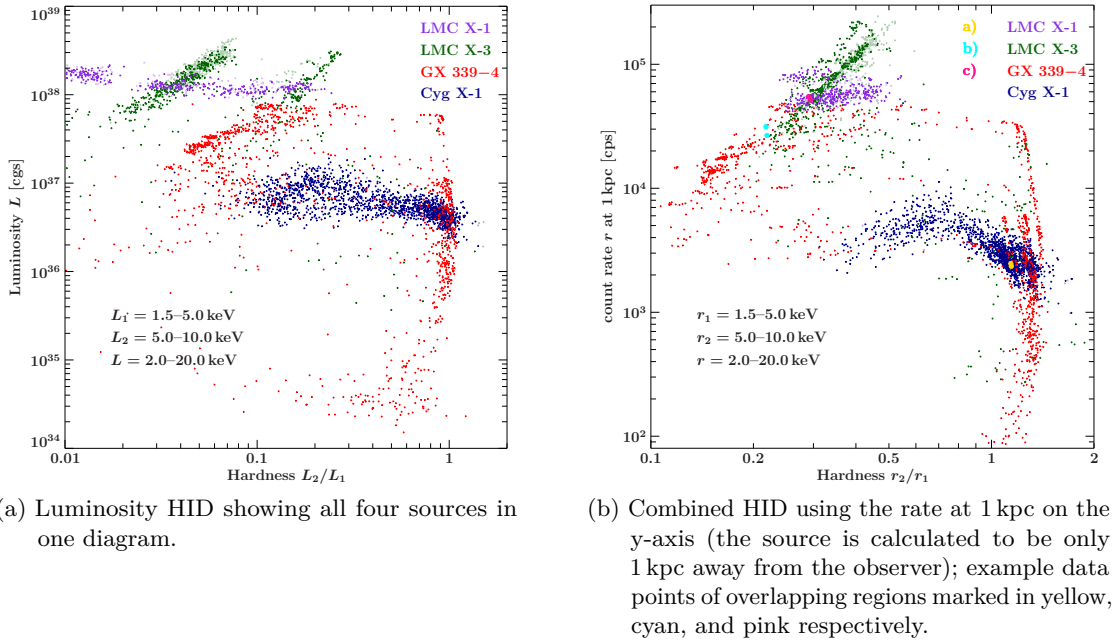 10^39
10^38
10^37
10^36
10^35
10^34
Luminosity L [cgs]
LMC X-1
LMC X-3
GX 339−4
Cyg X-1
L_1 = 1.5–5.0 keV
L_2 = 5.0–10.0 keV
L = 2.0–20.0 keV
0.01 0.1 1
Hardness L_2/L_1
a) Luminosity HID showing all four sources in
one diagram.
10^5
10^4
10^3
10^2
count rate r at 1 kpc [cps]
a) LMC X-1
b) LMC X-3
c) GX 339−4
Cyg X-1
r_1 = 1.5–5.0 keV
r_2 = 5.0–10.0 keV
r = 2.0–20.0 keV
0.1 0.2 0.5 1 2
Hardness r_2/r_1
(b) Combined HID using the rate at 1 kpc on the
y-axis (the source is calculated to be only
1 kpc away from the observer); example data
points of overlapping regions marked in yellow,
cyan, and pink respectively.